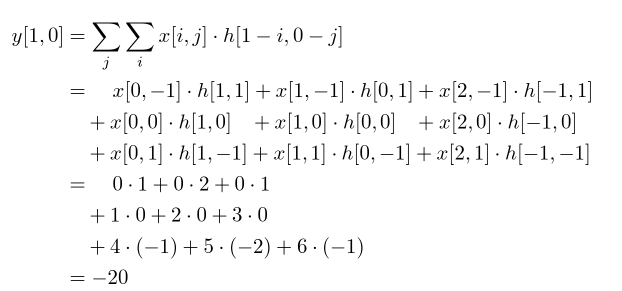 y[1,0] = ∑_j ∑_i x[i,j] · h[1 − i, 0 − j]
= x[0,−1] · h[1,1] + x[1,−1] · h[0,1] + x[2,−1] · h[−1,1]
+ x[0,0] · h[1,0] + x[1,0] · h[0,0] + x[2,0] · h[−1,0]
+ x[0,1] · h[1,−1] + x[1,1] · h[0,−1] + x[2,1] · h[−1,−1]
= 0 · 1 + 0 · 2 + 0 · 1
+ 1 · 0 + 2 · 0 + 3 · 0
+ 4 · (−1) + 5 · (−2) + 6 · (−1)
= −20